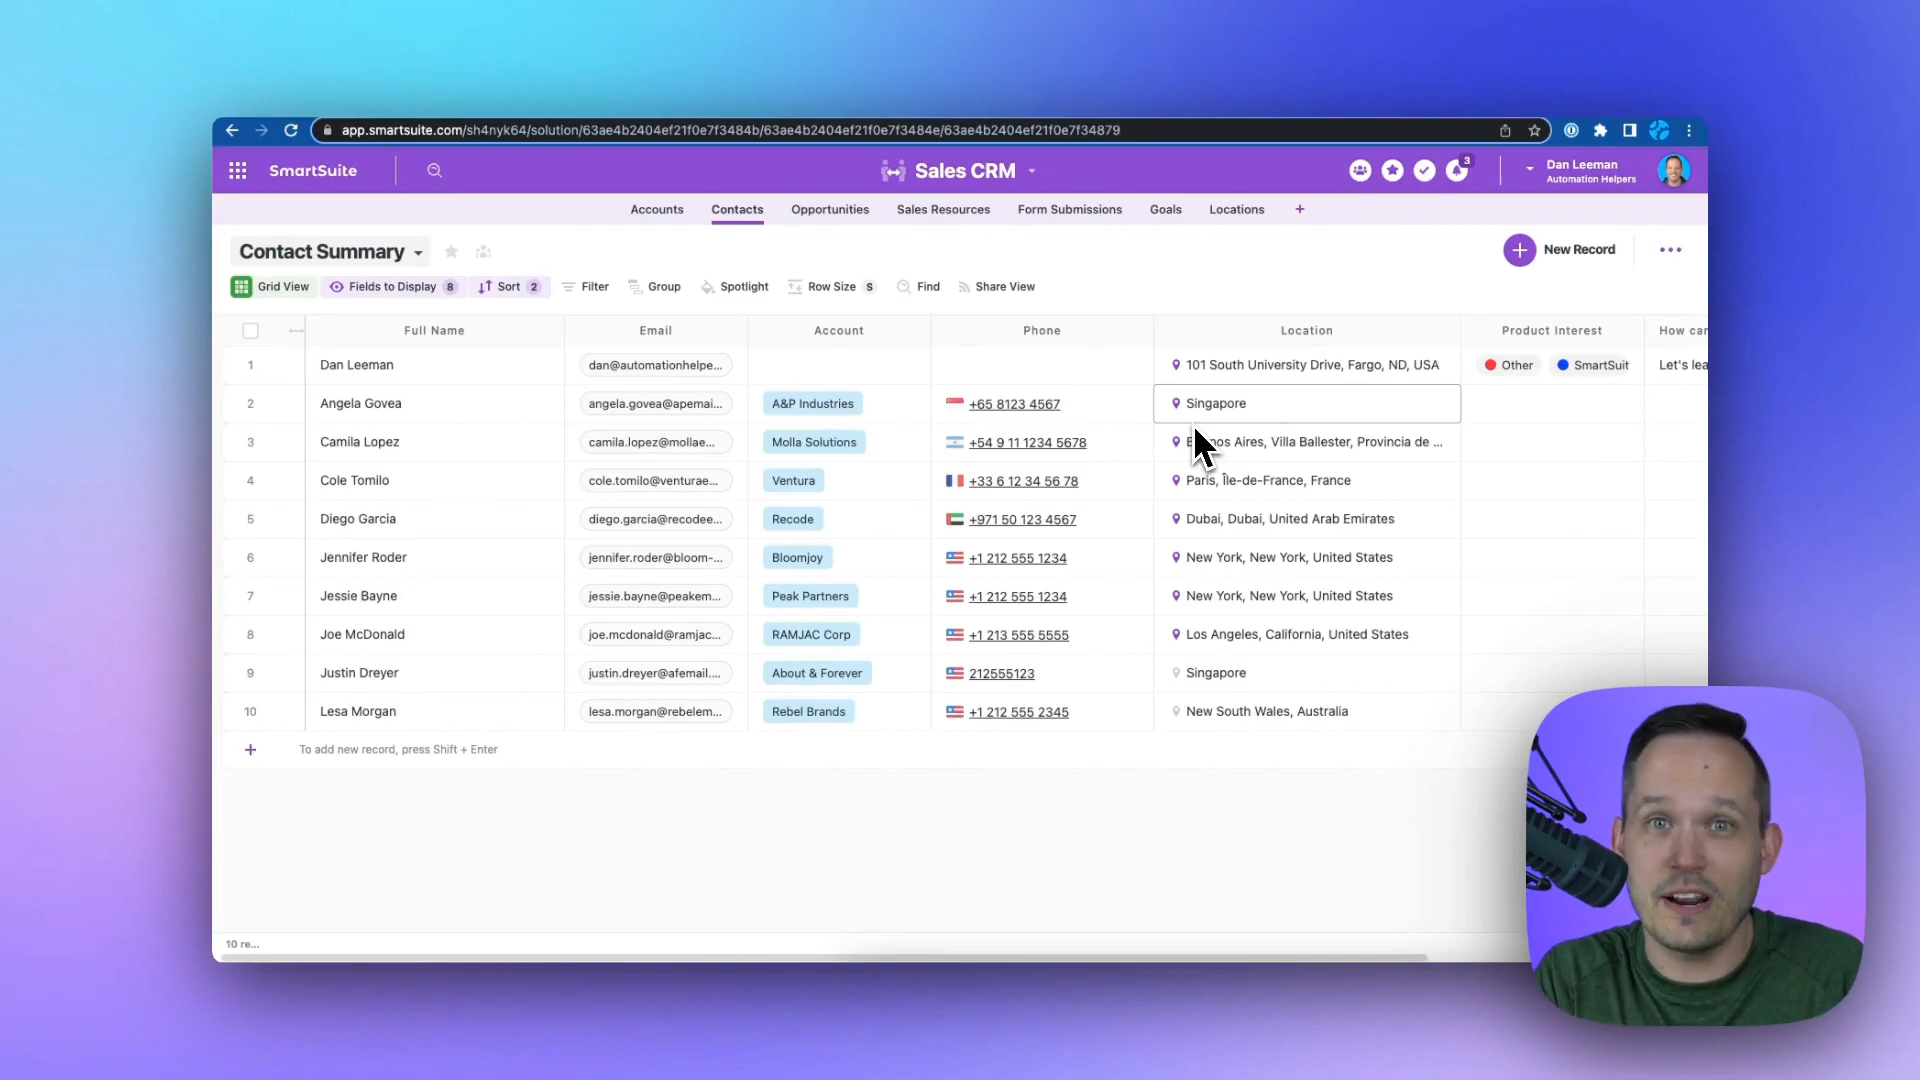 app.smartsuite.com/sh4nyk64/solution/63ae4b2404ef21f0e7f3484b/63ae4b2404ef21f0e7f3484e/63ae4b2404ef21f0e7f34879
SmartSuite Sales CRM 3 Dan Leeman
Automation Helpers
Accounts Contacts Opportunities Sales Resources Form Submissions Goals Locations +
Contact Summary New Record
Grid View Fields to Display 8 Sort 2 Filter Group Spotlight Row Size S Find Share View
Full Name Email Account Phone Location Product Interest How can
1 Dan Leeman dan@automationhelpe... 101 South University Drive, Fargo, ND, USA Other SmartSuit Let's lea
2 Angela Govea angela.govea@apemai... A&P Industries +65 8123 4567 Singapore
3 Camila Lopez camila.lopez@mollae... Molla Solutions +54 9 11 1234 5678 Aires, Villa Ballester, Provincia de ...
4 Cole Tomilo cole.tomilo@venturae... Ventura +33 6 12 34 56 78 Paris, Île-de-France, France
5 Diego Garcia diego.garcia@recodee... Recode +971 50 123 4567 Dubai, Dubai, United Arab Emirates
6 Jennifer Roder jennifer.roder@bloom-... Bloomjoy +1 212 555 1234 New York, New York, United States
7 Jessie Bayne jessie.bayne@peakem... Peak Partners +1 212 555 1234 New York, New York, United States
8 Joe McDonald joe.mcdonald@ramjac... RAMJAC Corp +1 213 555 5555 Los Angeles, California, United States
9 Justin Dreyer justin.dreyer@afemail.... About & Forever 212555123 Singapore
10 Lesa Morgan lesa.morgan@rebelem... Rebel Brands +1 212 555 2345 New South Wales, Australia
+ To add new record, press Shift + Enter
10 re...